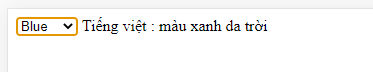 Blue Tiếng việt : màu xanh da trời